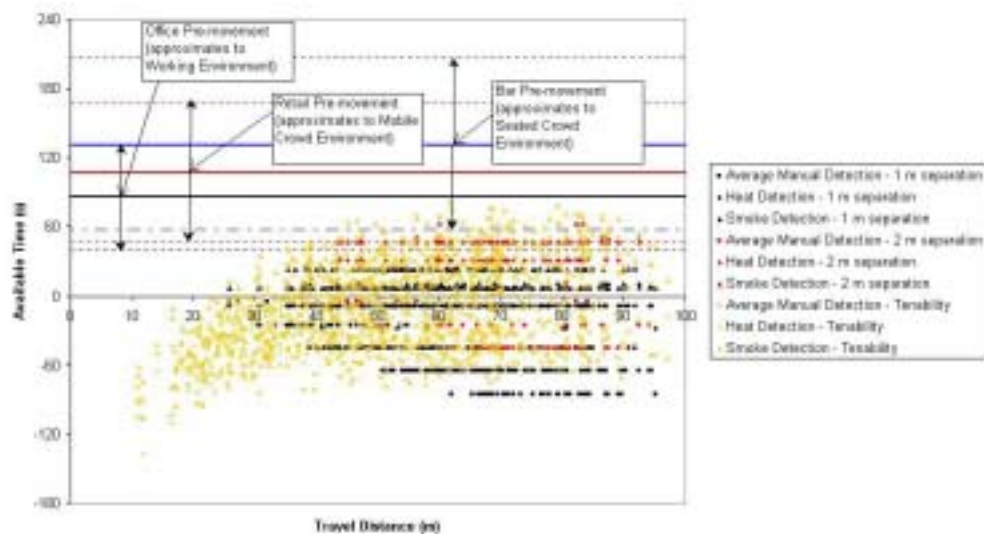 240
180
120
60
0
-60
-120
-180
Available Time (s)
Office Pre-movement
(approximates to
Working Environment)
Retail Pre-movement
(approximates to Mobile
Crowd Environment)
Bar Pre-movement
(approximates to
Seated Crowd
Environment)
0
10
20
30
40
50
60
70
80
90
100
Travel Distance (m)
Average Manual Detection - 1 m separation
Heat Detection - 1 m separation
Smoke Detection - 1 m separation
Average Manual Detection - 2 m separation
Heat Detection - 2 m separation
Smoke Detection - 2 m separation
Average Manual Detection - Tenability
Heat Detection - Tenability
Smoke Detection - Tenability